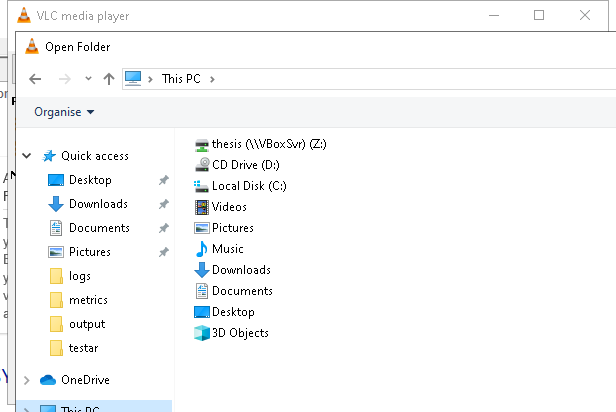 VLC media player
Open Folder
This PC
Organise
Quick access
Desktop
Downloads
Documents
Pictures
logs
metrics
output
testar
OneDrive
This PC
thesis (\\VBoxSvr) (Z:)
CD Drive (D:)
Local Disk (C:)
Videos
Pictures
Music
Downloads
Documents
Desktop
3D Objects